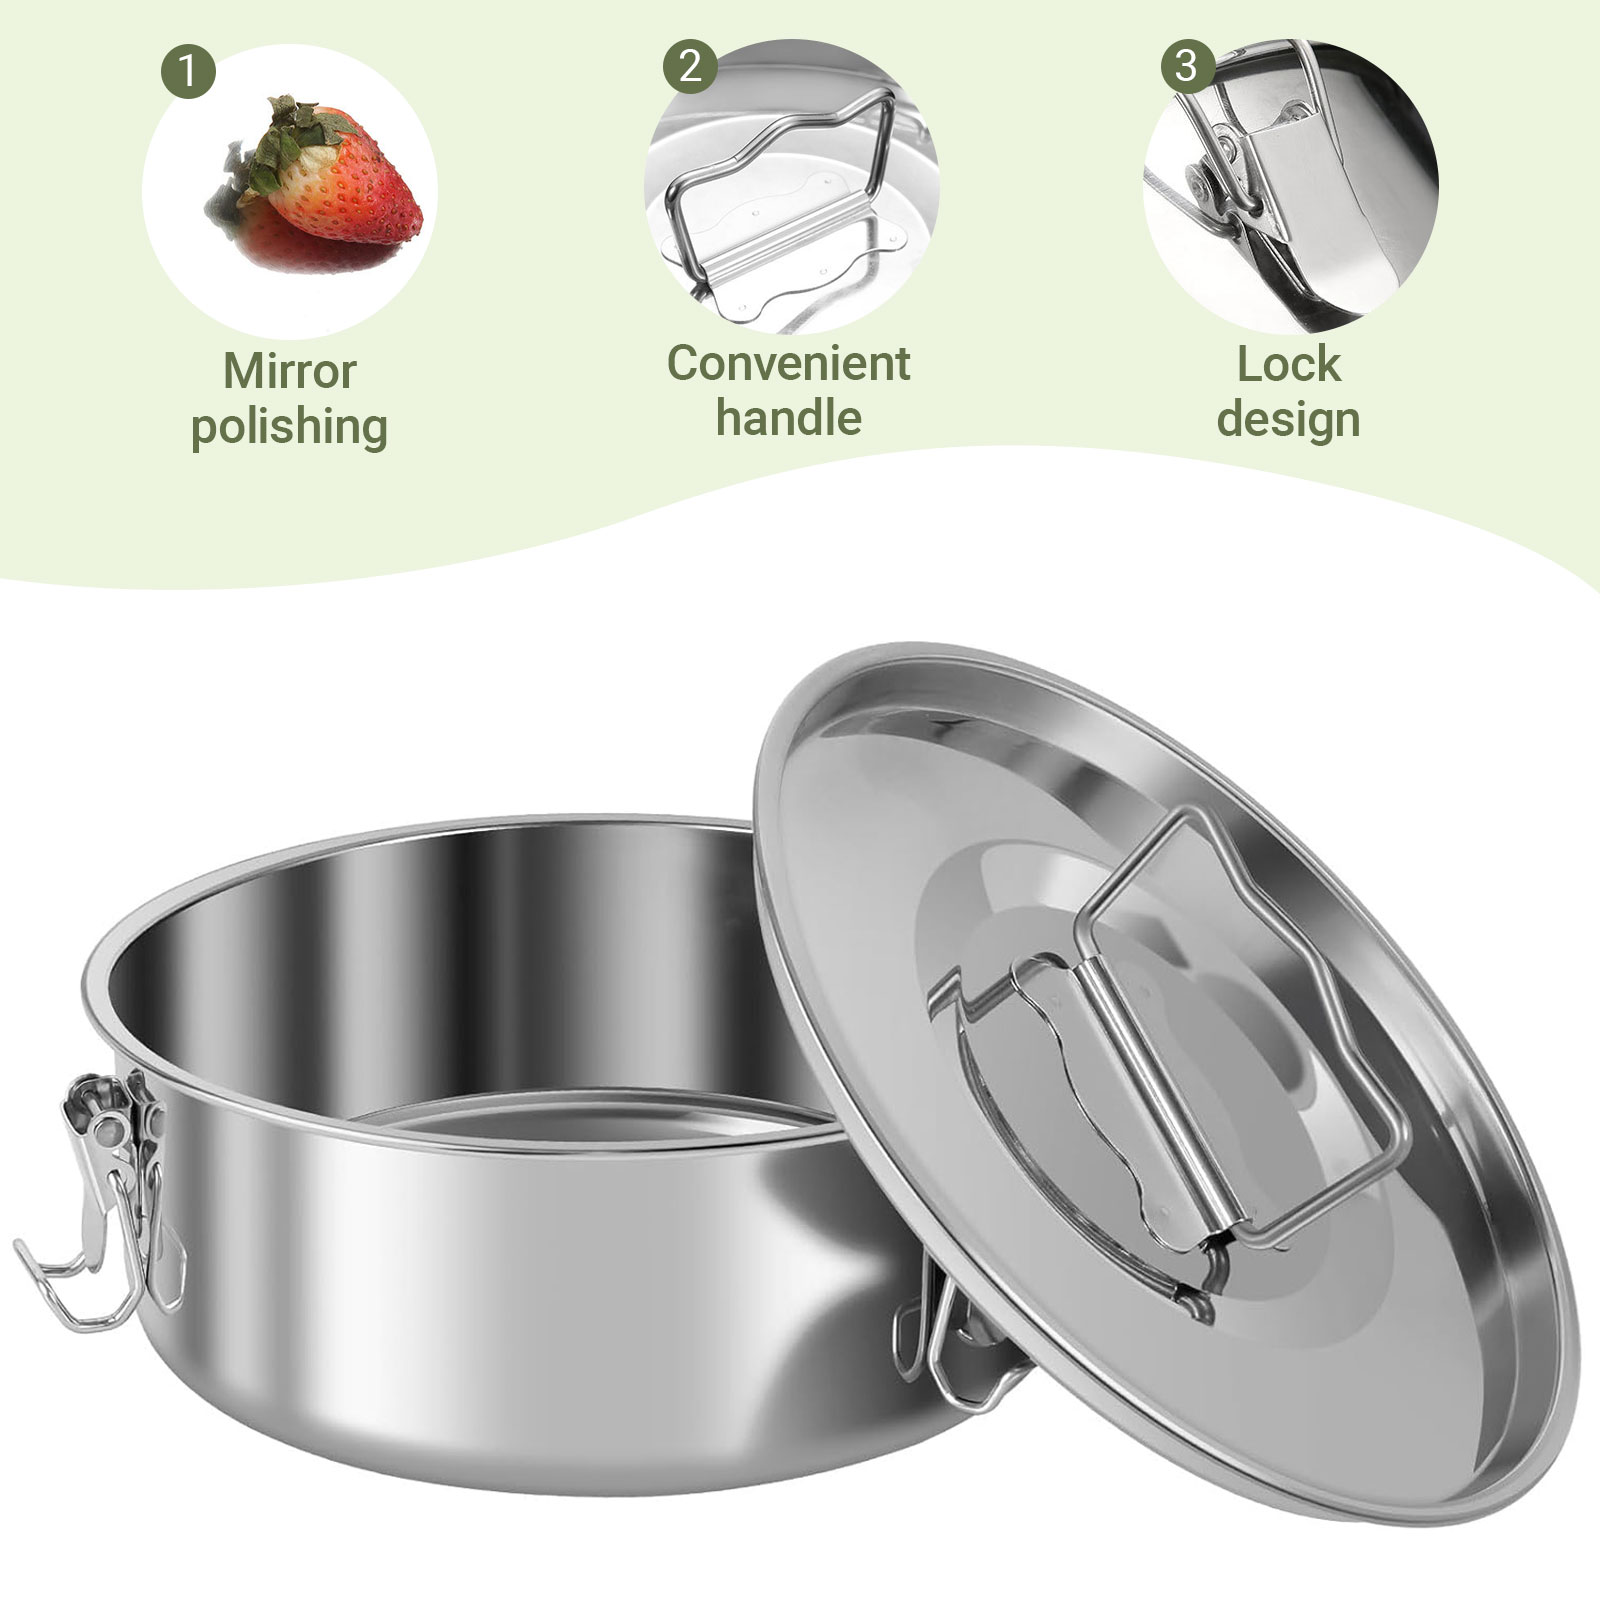 1
Mirror
polishing
2
Convenient
handle
3
Lock
design